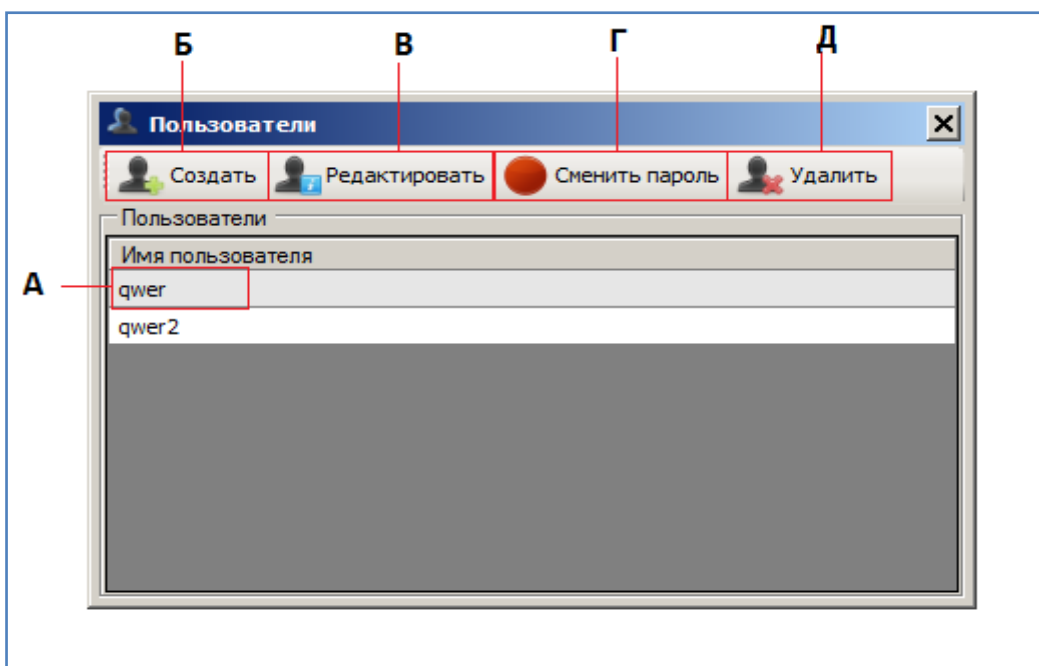 Б В Г Д
Пользователи
Создать Редактировать Сменить пароль Удалить
Пользователи
Имя пользователя
А qwer
qwer2